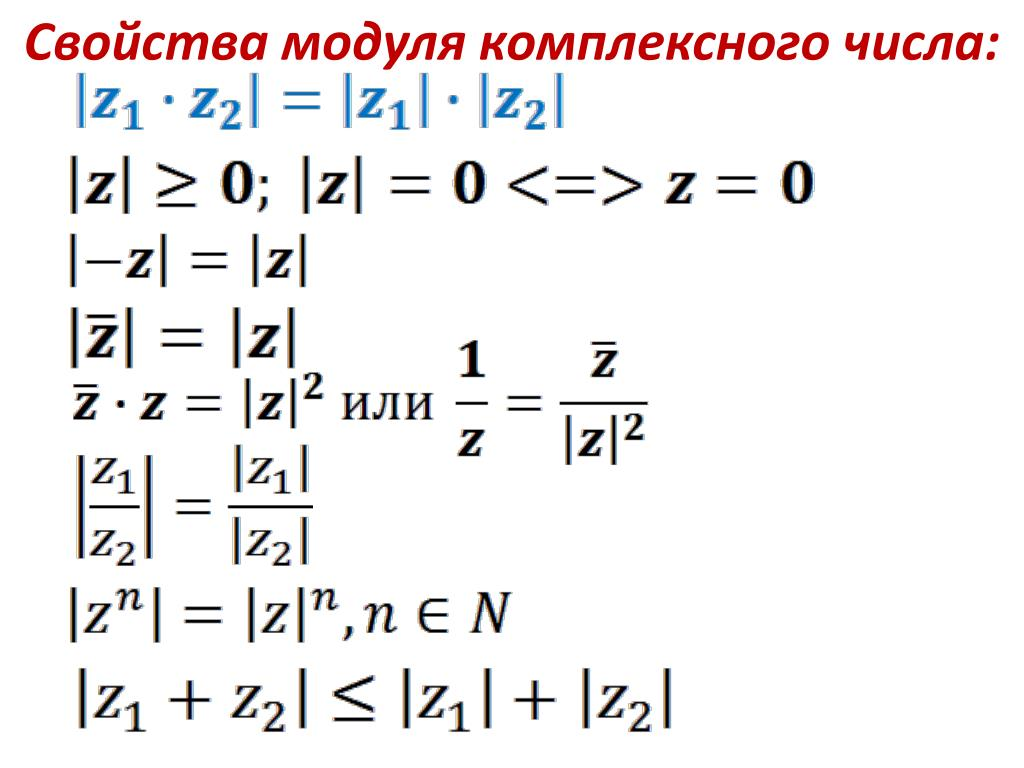 Свойства модуля комплексного числа:
|z₁ · z₂| = |z₁| · |z₂|
|z| ≥ 0; |z| = 0 <=> z = 0
|−z| = |z|
|z̅| = |z|
z̅ · z = |z|² или 1/z = z̅/|z|²
|z₁/z₂| = |z₁|/|z₂|
|zⁿ| = |z|ⁿ, n ∈ N
|z₁ + z₂| ≤ |z₁| + |z₂|